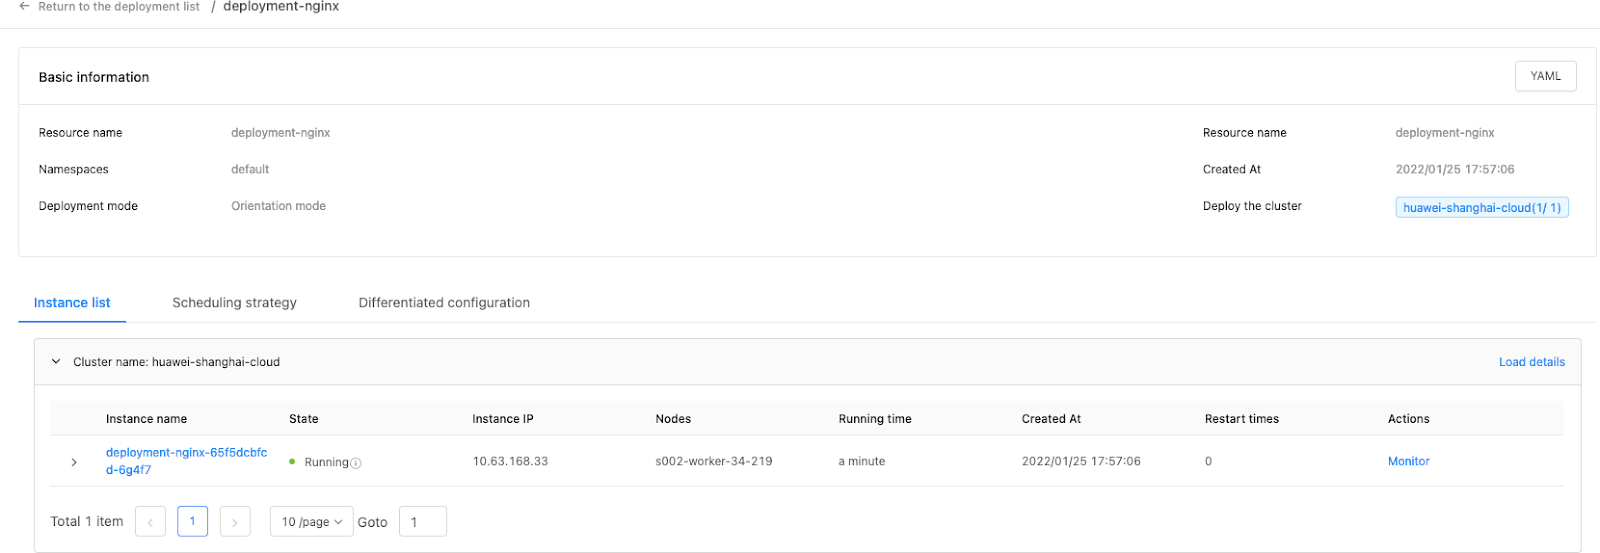 ← Return to the deployment list / deployment-nginx
Basic information YAML
Resource name deployment-nginx Resource name deployment-nginx
Namespaces default Created At 2022/01/25 17:57:06
Deployment mode Orientation mode Deploy the cluster huawei-shanghai-cloud(1/ 1)
Instance list Scheduling strategy Differentiated configuration
Cluster name: huawei-shanghai-cloud Load details
Instance name State Instance IP Nodes Running time Created At Restart times Actions
deployment-nginx-65f5dcbfc
d-6g4f7 Running 10.63.168.33 s002-worker-34-219 a minute 2022/01/25 17:57:06 0 Monitor
Total 1 item < 1 > 10 /page Goto 1